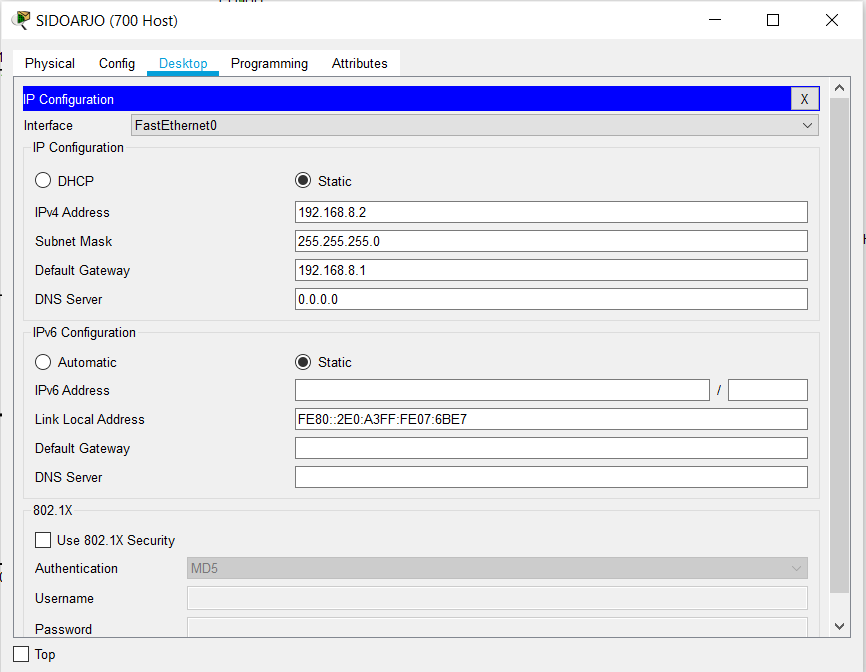 SIDOARJO (700 Host)
Physical Config Desktop Programming Attributes
IP Configuration X
Interface FastEthernet0
IP Configuration
DHCP Static
IPv4 Address 192.168.8.2
Subnet Mask 255.255.255.0
Default Gateway 192.168.8.1
DNS Server 0.0.0.0
IPv6 Configuration
Automatic Static
IPv6 Address /
Link Local Address FE80::2E0:A3FF:FE07:6BE7
Default Gateway
DNS Server
802.1X
Use 802.1X Security
Authentication MD5
Username
Password
Top